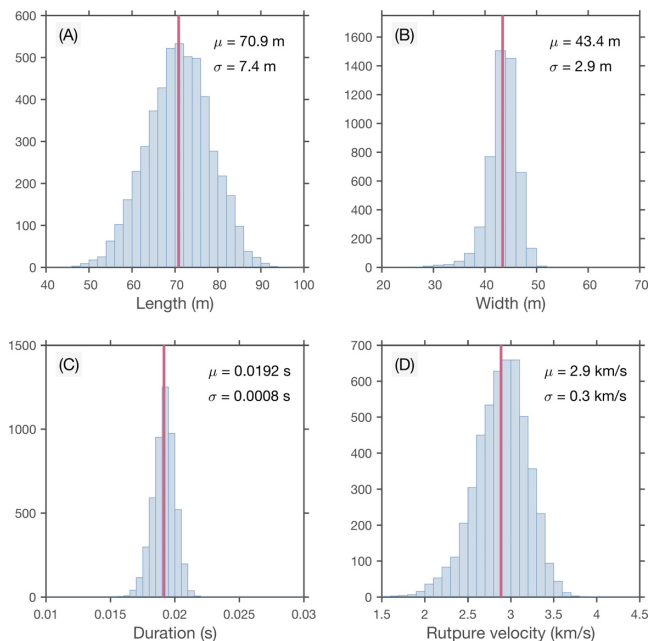 (A)
μ = 70.9 m
σ = 7.4 m
600
500
400
300
200
100
0
40 50 60 70 80 90 100
Length (m)
(B)
μ = 43.4 m
σ = 2.9 m
1600
1400
1200
1000
800
600
400
200
0
20 30 40 50 60 70
Width (m)
(C)
μ = 0.0192 s
σ = 0.0008 s
1500
1000
500
0
0.01 0.015 0.02 0.025 0.03
Duration (s)
(D)
μ = 2.9 km/s
σ = 0.3 km/s
700
600
500
400
300
200
100
0
1.5 2 2.5 3 3.5 4 4.5
Rutpure velocity (km/s)